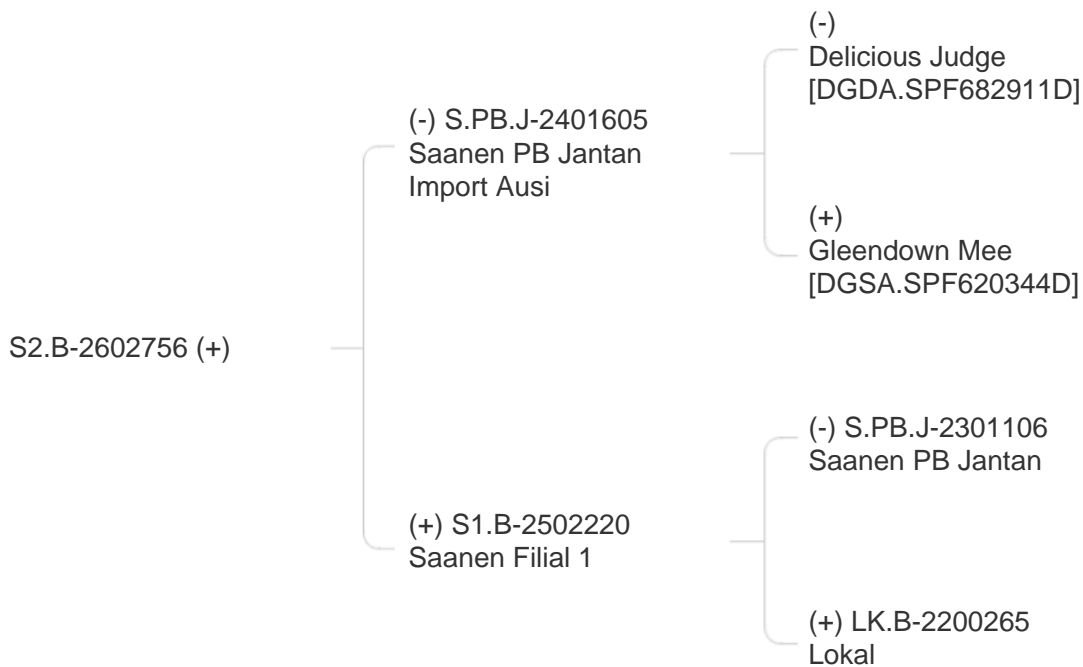 (-)
Delicious Judge
[DGDA.SPF682911D]
(-) S.PB.J-2401605
Saanen PB Jantan
Import Ausi
(+)
Gleendown Mee
[DGSA.SPF620344D]
S2.B-2602756 (+)
(-) S.PB.J-2301106
Saanen PB Jantan
(+) S1.B-2502220
Saanen Filial 1
(+) LK.B-2200265
Lokal